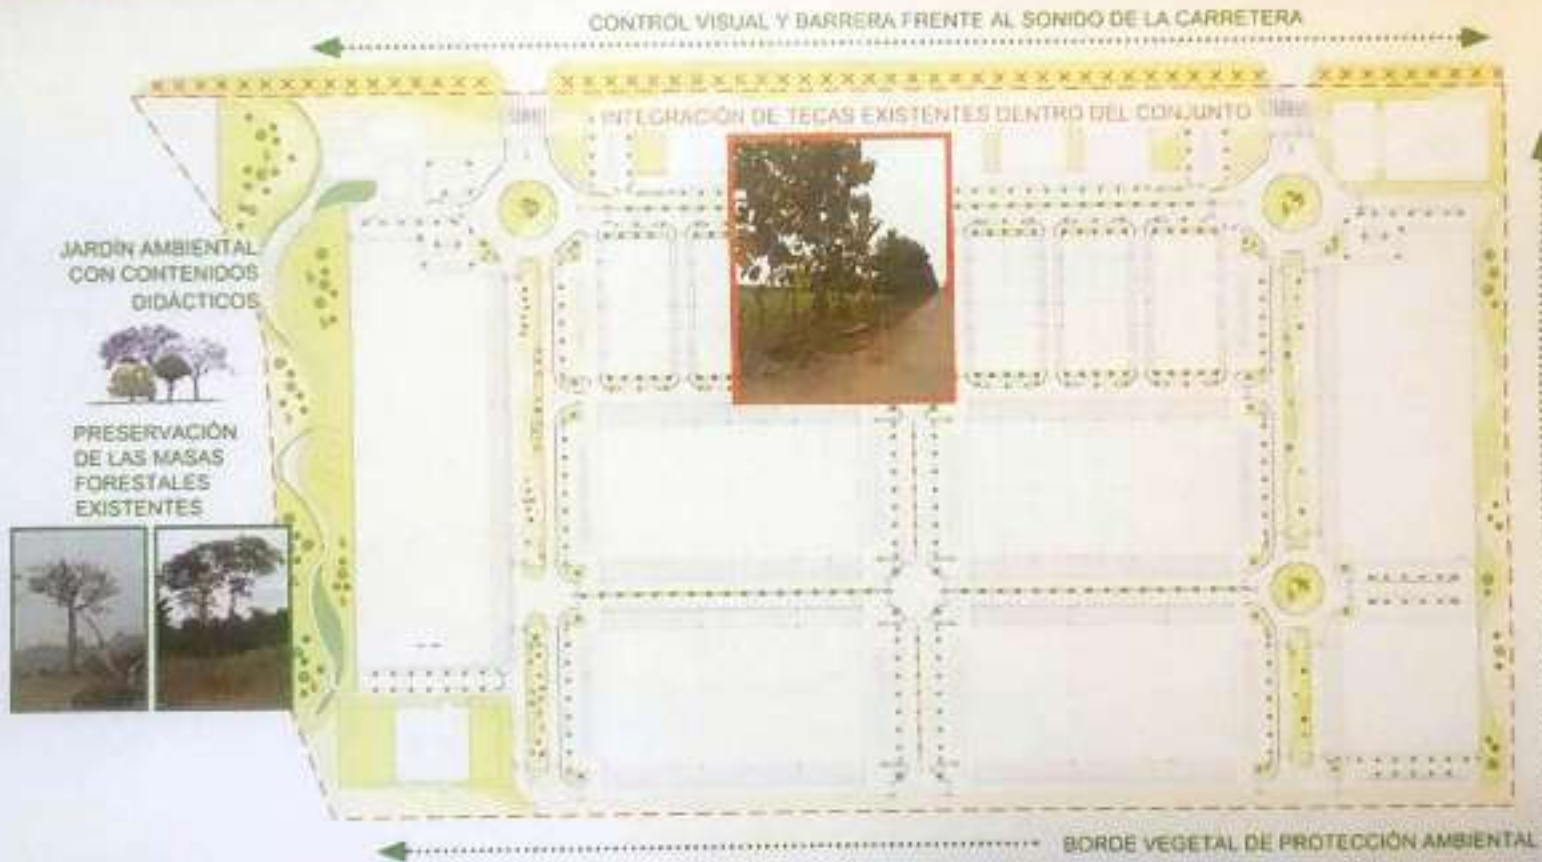 CONTROL VISUAL Y BARRERA FRENTE AL SONIDO DE LA CARRETERA
INTEGRACIÓN DE TECAS EXISTENTES DENTRO DEL CONJUNTO
JARDÍN AMBIENTAL
CON CONTENIDOS
DIDÁCTICOS
PRESERVACIÓN
DE LAS MASAS
FORESTALES
EXISTENTES
BORDE VEGETAL DE PROTECCIÓN AMBIENTAL